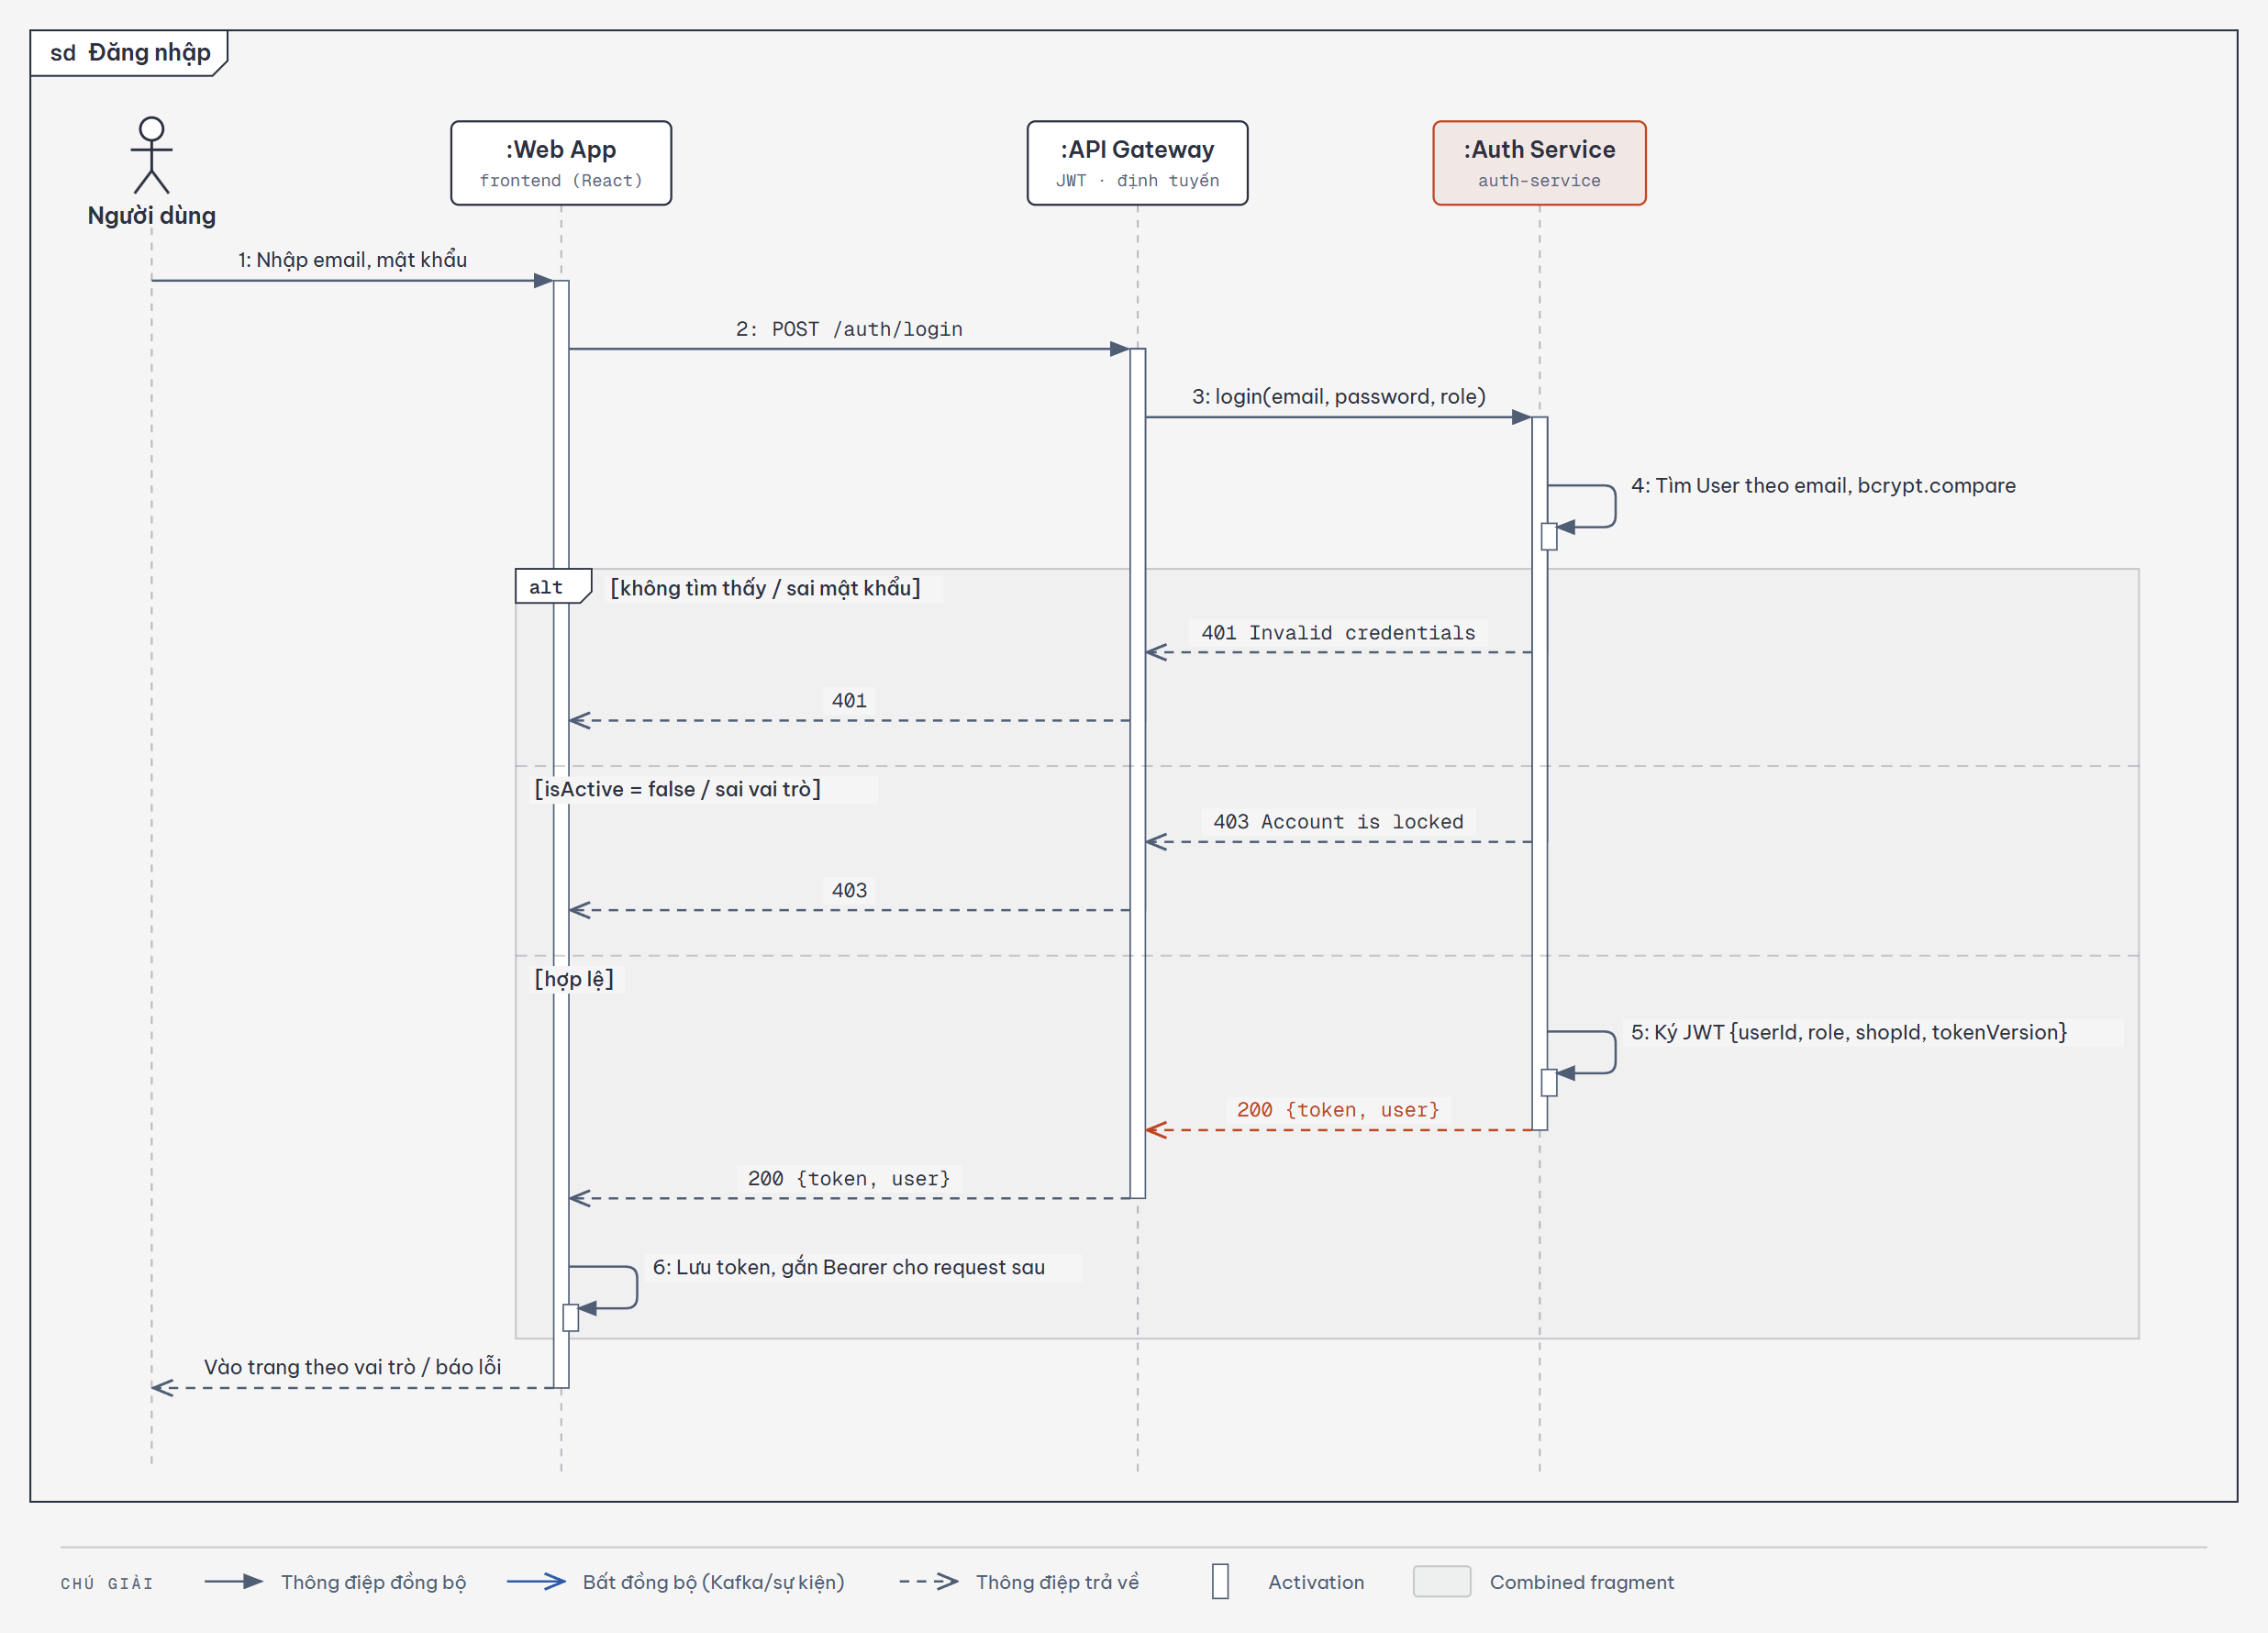 sd Đăng nhập
:Web App
frontend (React)
:API Gateway
JWT · định tuyến
:Auth Service
auth-service
Người dùng
1: Nhập email, mật khẩu
2: POST /auth/login
3: login(email, password, role)
4: Tìm User theo email, bcrypt.compare
alt [không tìm thấy / sai mật khẩu]
401 Invalid credentials
401
[isActive = false / sai vai trò]
403 Account is locked
403
[hợp lệ]
5: Ký JWT {userId, role, shopId, tokenVersion}
200 {token, user}
200 {token, user}
6: Lưu token, gắn Bearer cho request sau
Vào trang theo vai trò / báo lỗi
CHÚ GIẢI
Thông điệp đồng bộ
Bất đồng bộ (Kafka/sự kiện)
Thông điệp trả về
Activation
Combined fragment